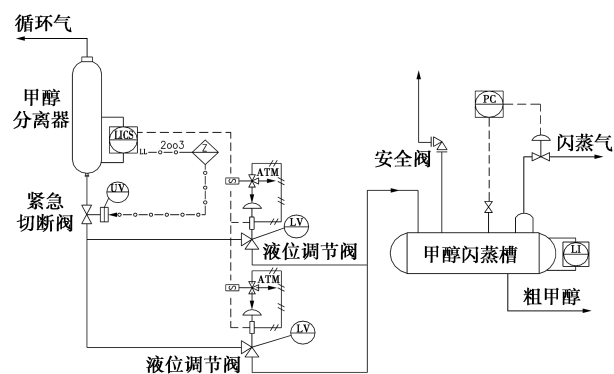 循环气
甲醇
分离器
LICS
LL
2oo3
Z
S
ATM
紧急
切断阀
UV
LV
液位调节阀
S
ATM
LV
液位调节阀
安全阀
PC
闪蒸气
甲醇闪蒸槽
LI
粗甲醇